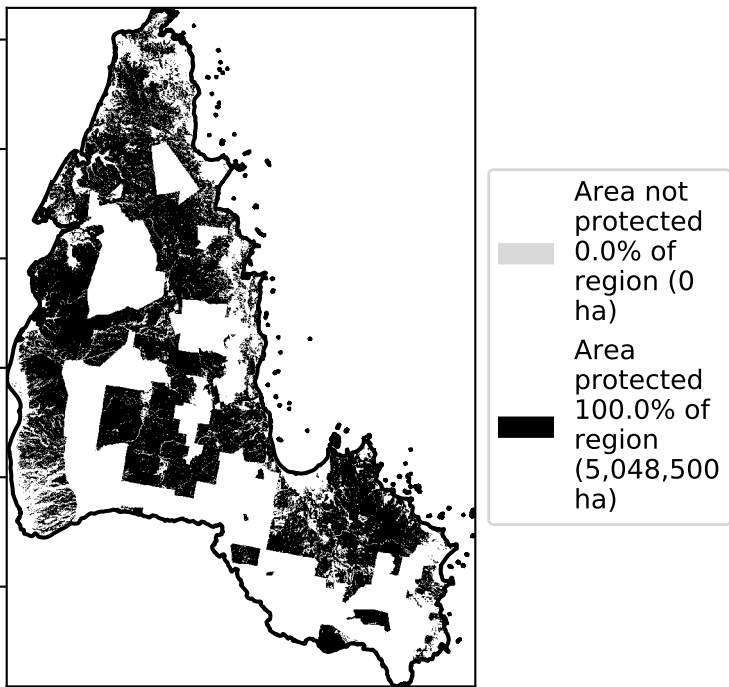 Area not
protected
0.0% of
region (0
ha)
Area
protected
100.0% of
region
(5,048,500
ha)